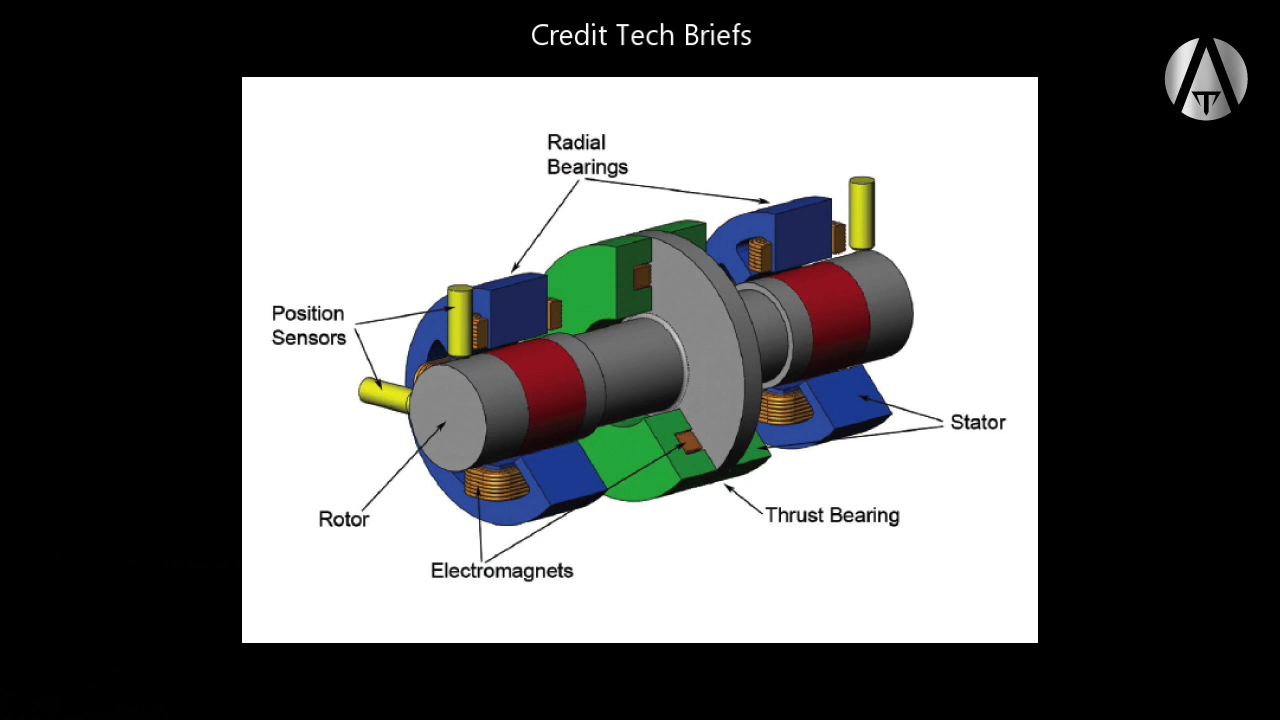 Credit Tech Briefs
Radial
Bearings
Position
Sensors
Stator
Rotor
Thrust Bearing
Electromagnets